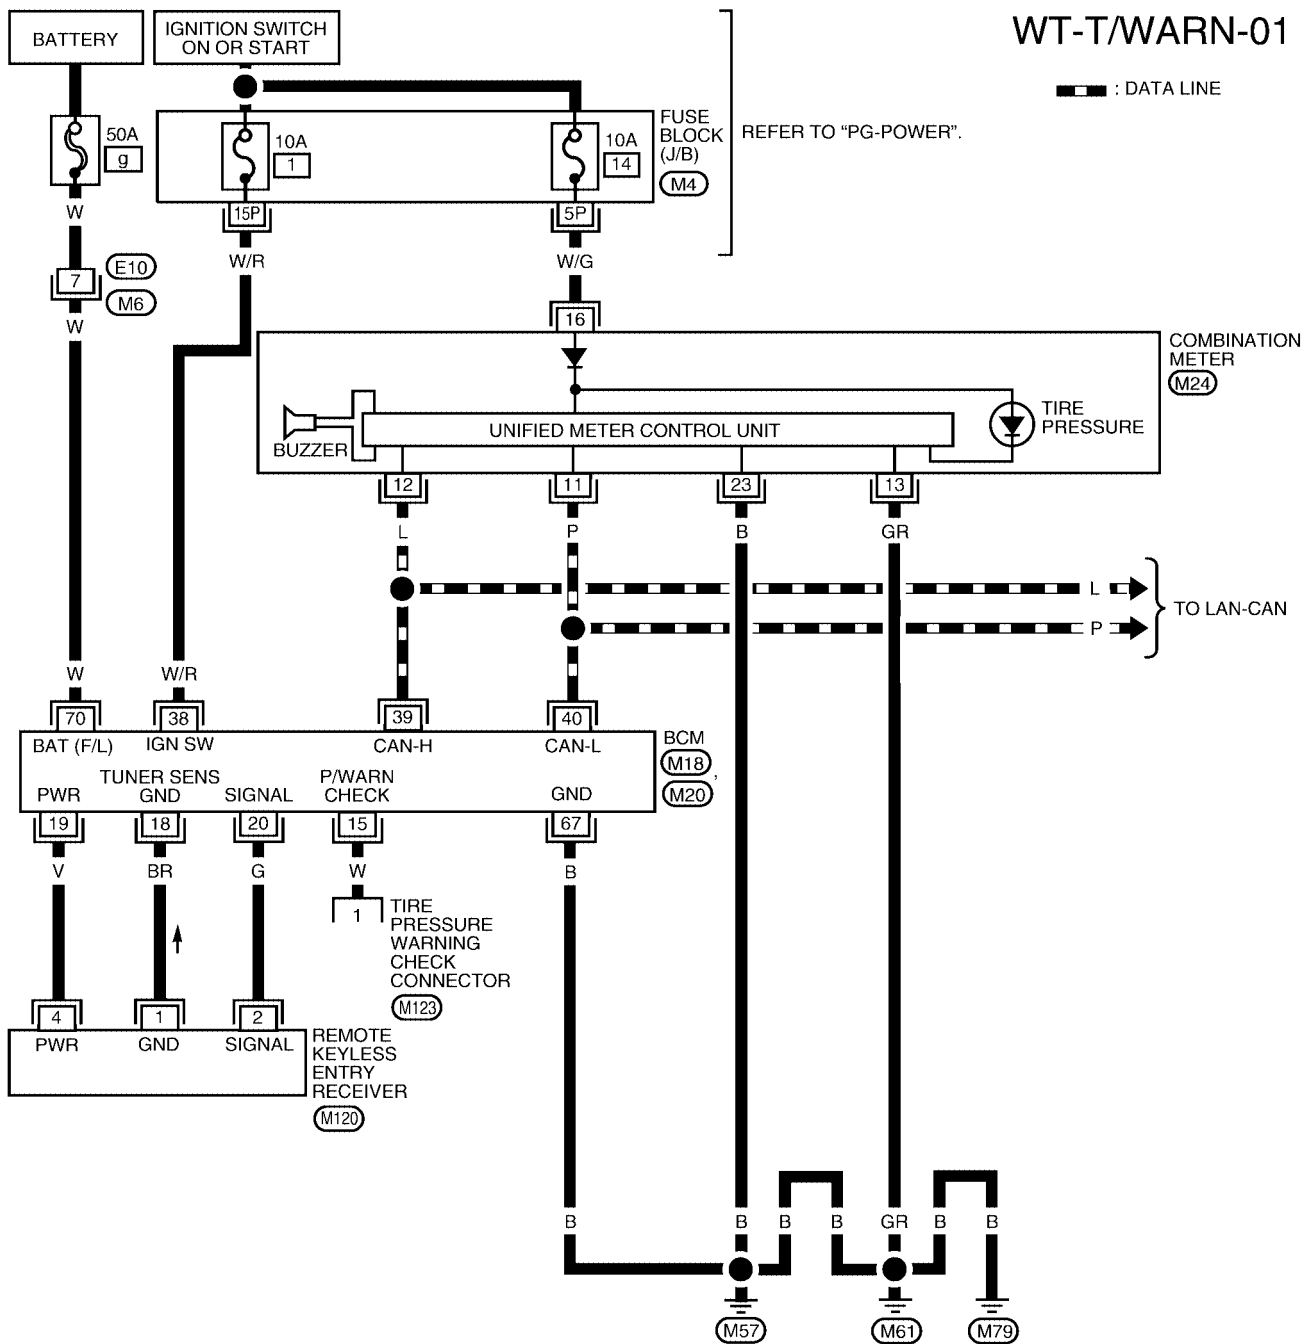 WT-T/WARN-01
: DATA LINE
BATTERY
IGNITION SWITCH
ON OR START
50A
g
10A
1
10A
14
FUSE
BLOCK
(J/B)
M4
REFER TO “PG-POWER”.
W
15P
5P
W/R
W/G
7
E10
M6
W
16
COMBINATION
METER
M24
BUZZER
UNIFIED METER CONTROL UNIT
TIRE
PRESSURE
12
11
23
13
L
P
B
GR
L
P
TO LAN-CAN
W
W/R
70
38
39
40
BAT (F/L)
IGN SW
CAN-H
CAN-L
BCM
M18
,
M20
PWR
TUNER SENS
GND
SIGNAL
P/WARN
CHECK
GND
19
18
20
15
67
V
BR
G
W
B
1
TIRE
PRESSURE
WARNING
CHECK
CONNECTOR
M123
4
1
2
PWR
GND
SIGNAL
REMOTE
KEYLESS
ENTRY
RECEIVER
M120
B
B
B
B
GR
B
B
M57
M61
M79